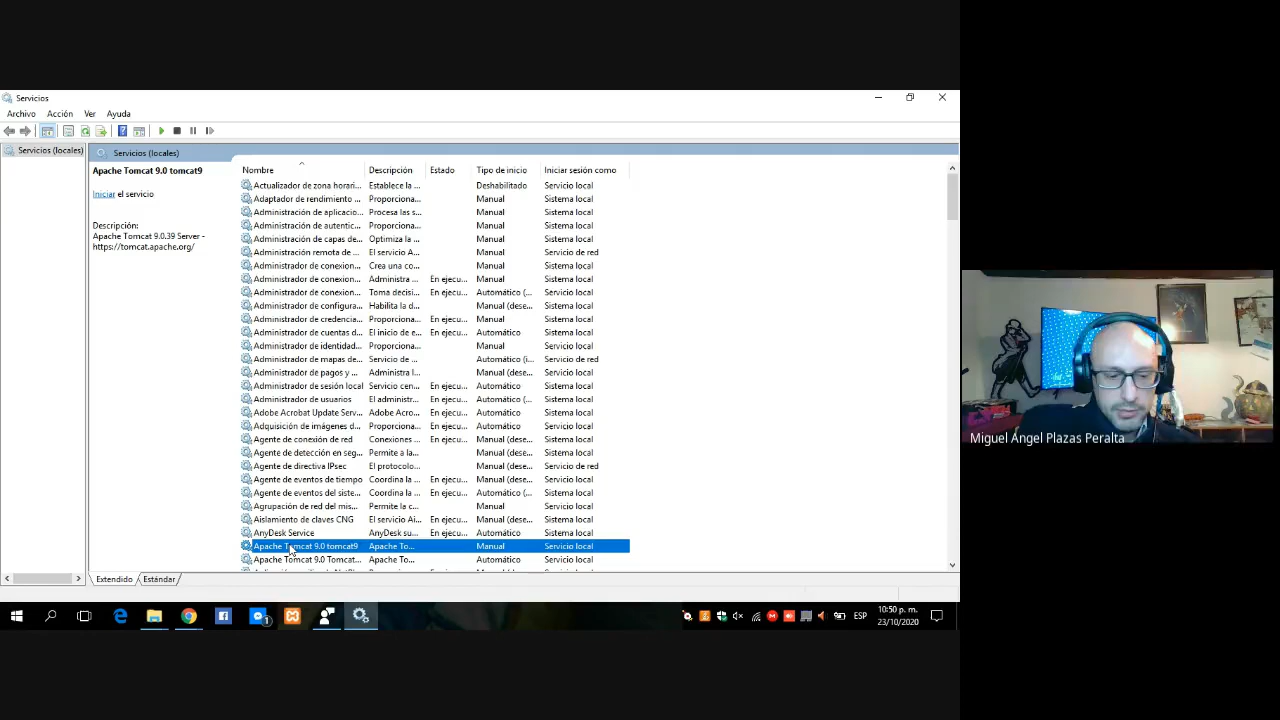 Servicios
Archivo Acción Ver Ayuda
Servicios (locales)
Servicios (locales)
Apache Tomcat 9.0 tomcat9
Iniciar el servicio
Descripción:
Apache Tomcat 9.0.39 Server -
https://tomcat.apache.org/
Nombre Descripción Estado Tipo de inicio Iniciar sesión como
Actualizador de zona horari... Establece la ... Deshabilitado Servicio local
Adaptador de rendimiento ... Proporciona... Manual Sistema local
Administración de aplicacio... Procesa las s... Manual Sistema local
Administración de autentic... Proporciona... Manual Sistema local
Administración de capas de... Optimiza la ... Manual Sistema local
Administración remota de ... El servicio A... Manual Servicio de red
Administrador de conexion... Crea una co... Manual Sistema local
Administrador de conexion... Administra ... En ejecu... Manual Sistema local
Administrador de conexion... Toma decisi... En ejecu... Automático (... Servicio local
Administrador de configura... Habilita la d... Manual (dese... Sistema local
Administrador de credencia... Proporciona... En ejecu... Manual Sistema local
Administrador de cuentas d... El inicio de e... En ejecu... Automático Sistema local
Administrador de identidad... Proporciona... Manual Servicio local
Administrador de mapas de... Servicio de ... Automático (i... Servicio de red
Administrador de pagos y ... Administra l... Manual (dese... Servicio local
Administrador de sesión local Servicio cen... En ejecu... Automático Sistema local
Administrador de usuarios El administr... En ejecu... Automático (... Sistema local
Adobe Acrobat Update Serv... Adobe Acro... En ejecu... Automático Sistema local
Adquisición de imágenes d... Proporciona... En ejecu... Automático Servicio local
Agente de conexión de red Conexiones ... En ejecu... Manual (dese... Sistema local
Agente de detección en seg... Permite a la... Manual (dese... Sistema local
Agente de directiva IPsec El protocolo... Manual (dese... Servicio de red
Agente de eventos de tiempo Coordina la ... En ejecu... Manual (dese... Servicio local
Agente de eventos del siste... Coordina la ... En ejecu... Automático (... Sistema local
Agrupación de red del mis... Permite la c... Manual Servicio local
Aislamiento de claves CNG El servicio Ai... En ejecu... Manual (dese... Sistema local
AnyDesk Service AnyDesk su... En ejecu... Automático Sistema local
Apache Tomcat 9.0 tomcat9 Apache To... Manual Servicio local
Apache Tomcat 9.0 Tomcat... Apache To... Automático Servicio local
Extendido Estándar
ESP
10:50 p. m.
23/10/2020
Miguel Ángel Plazas Peralta